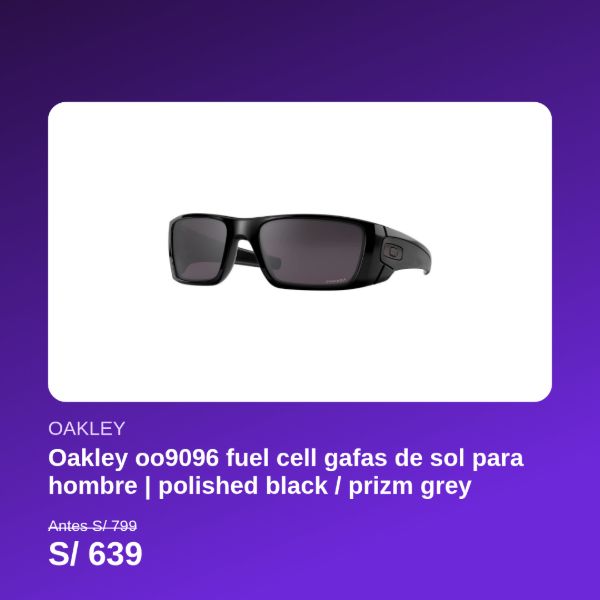 OAKLEY
Oakley oo9096 fuel cell gafas de sol para
hombre | polished black / prizm grey
Antes S/ 799
S/ 639